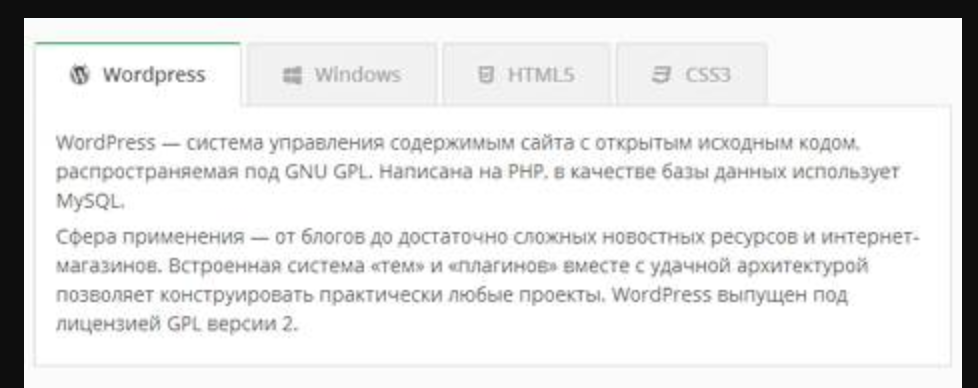 Wordpress
Windows
HTML5
CSS3
WordPress — система управления содержимым сайта с открытым исходным кодом,
распространяемая под GNU GPL. Написана на PHP, в качестве базы данных использует
MySQL.
Сфера применения — от блогов до достаточно сложных новостных ресурсов и интернет-
магазинов. Встроенная система «тем» и «плагинов» вместе с удачной архитектурой
позволяет конструировать практически любые проекты. WordPress выпущен под
лицензией GPL версии 2.